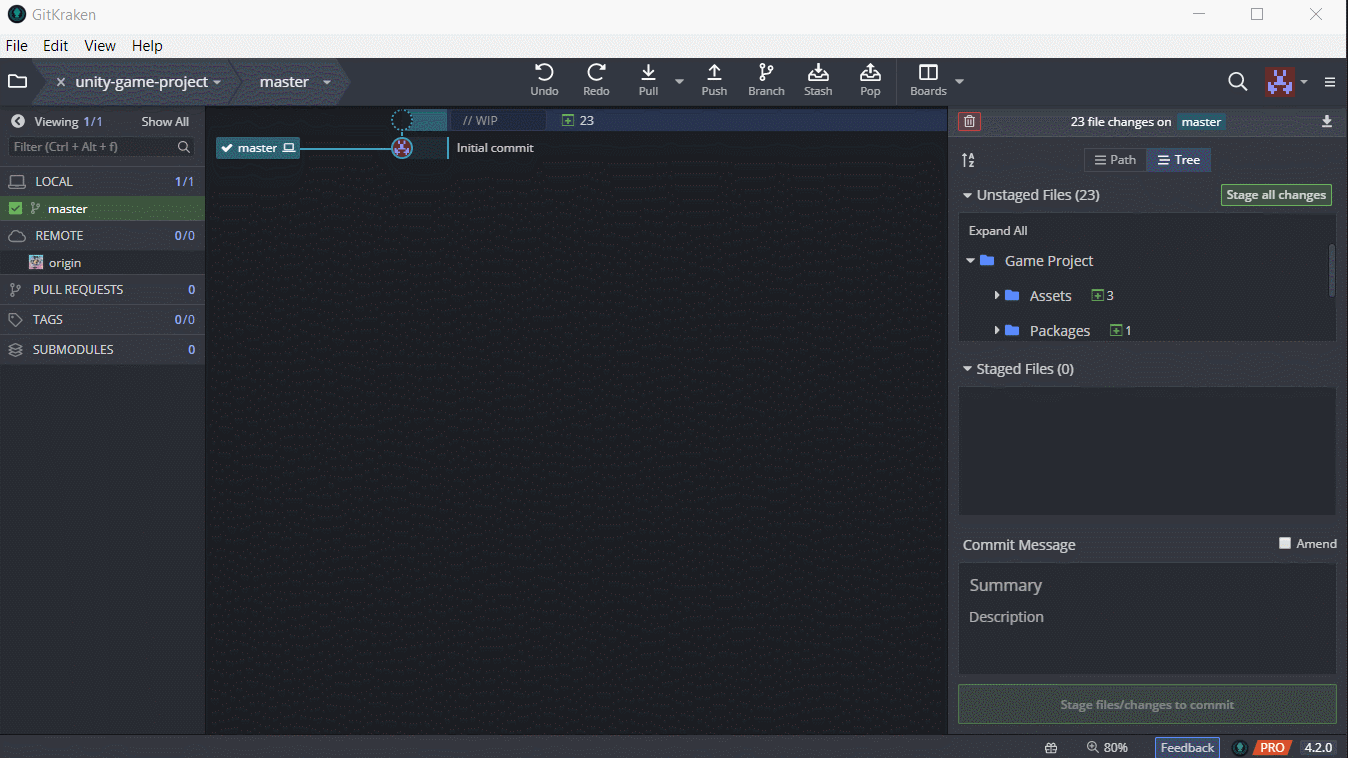 GitKraken
File Edit View Help
unity-game-project master
Undo Redo Pull Push Branch Stash Pop Boards
Viewing 1/1 Show All
Filter (Ctrl + Alt + f)
LOCAL 1/1
master
REMOTE 0/0
origin
PULL REQUESTS 0
TAGS 0/0
SUBMODULES 0
// WIP 23
master Initial commit
23 file changes on master
A Z Path Tree
Unstaged Files (23) Stage all changes
Expand All
Game Project
Assets 3
Packages 1
Staged Files (0)
Commit Message Amend
Summary
Description
Stage files/changes to commit
80% Feedback PRO 4.2.0